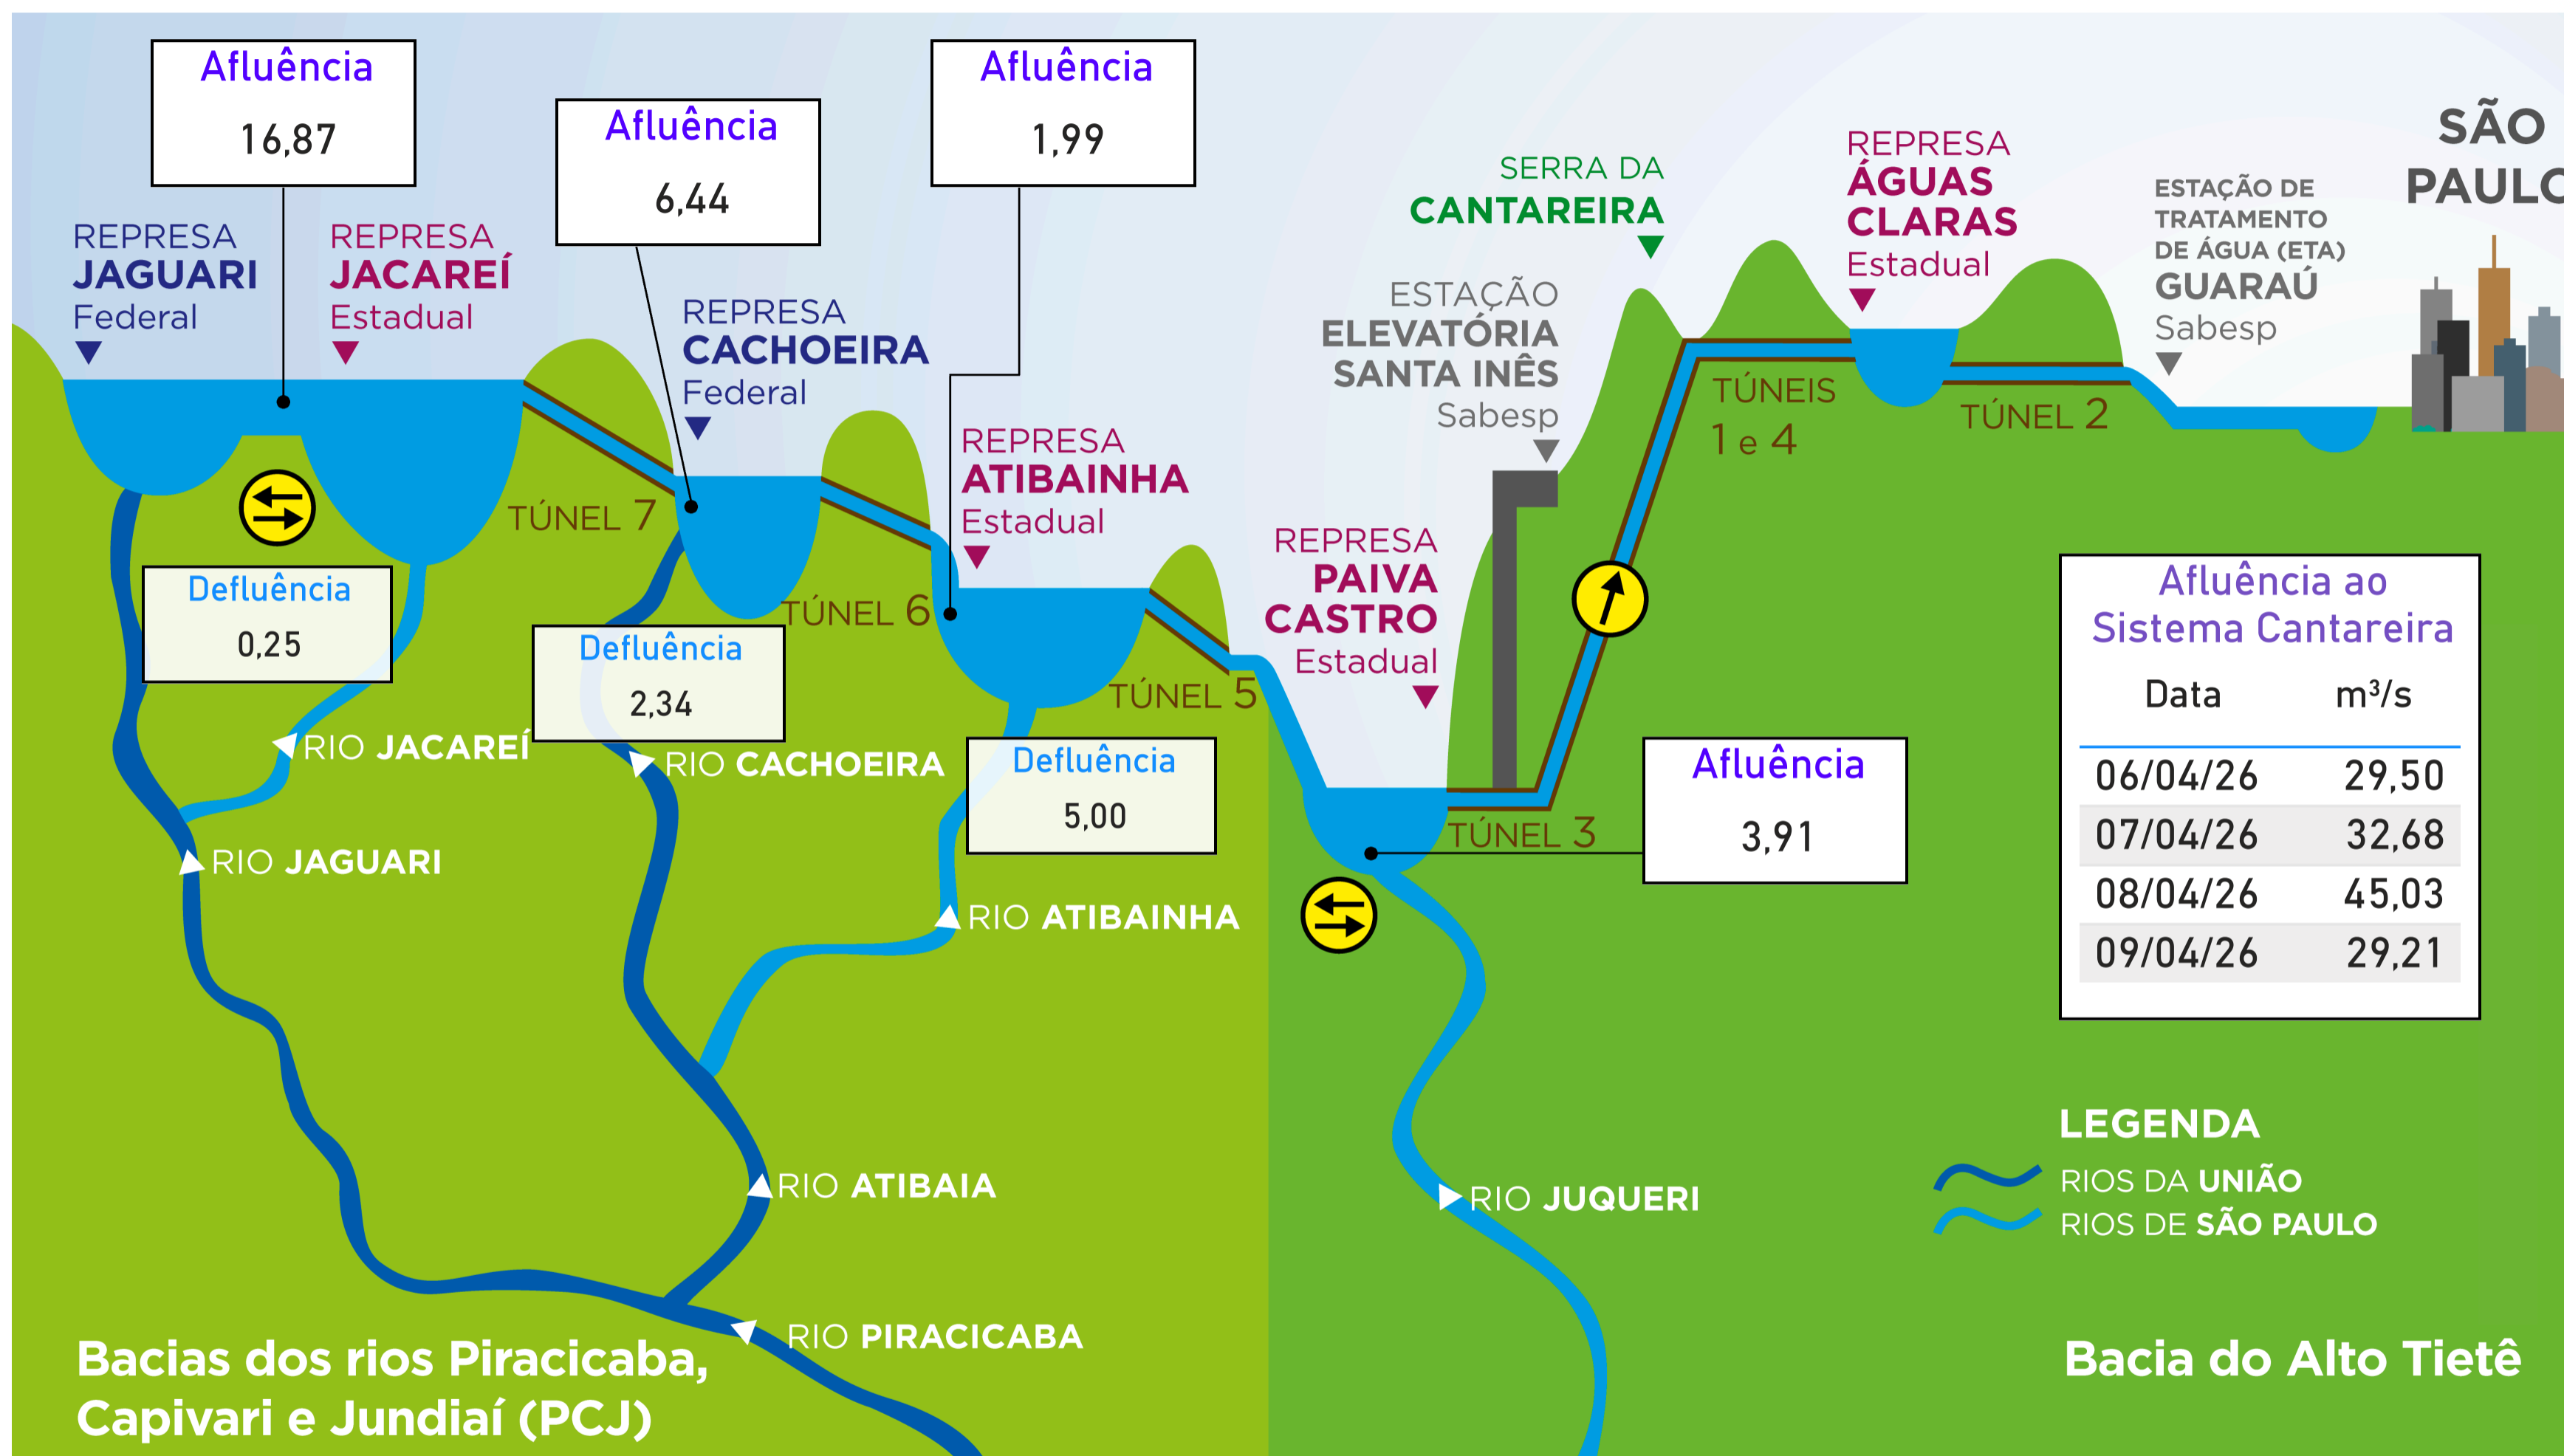 Afluência
16,87
Afluência
6,44
Afluência
1,99
REPRESA
JAGUARI
Federal
REPRESA
JACAREÍ
Estadual
REPRESA
CACHOEIRA
Federal
REPRESA
ATIBAINHA
Estadual
SERRA DA
CANTAREIRA
ESTAÇÃO
ELEVATÓRIA
SANTA INÊS
Sabesp
REPRESA
ÁGUAS
CLARAS
Estadual
ESTAÇÃO DE
TRATAMENTO
DE ÁGUA (ETA)
GUARAÚ
Sabesp
SÃO
PAULO
TÚNEL 7
TÚNEL 6
TÚNEL 5
TÚNEIS
1 e 4
TÚNEL 2
REPRESA
PAIVA
CASTRO
Estadual
TÚNEL 3
Defluência
0,25
Defluência
2,34
Defluência
5,00
Afluência
3,91
RIO JACAREÍ
RIO CACHOEIRA
RIO JAGUARI
RIO ATIBAINHA
RIO ATIBAIA
RIO JUQUERI
RIO PIRACICABA
Afluência ao
Sistema Cantareira
Data m³/s
06/04/26 29,50
07/04/26 32,68
08/04/26 45,03
09/04/26 29,21
LEGENDA
RIOS DA UNIÃO
RIOS DE SÃO PAULO
Bacias dos rios Piracicaba,
Capivari e Jundiaí (PCJ)
Bacia do Alto Tietê